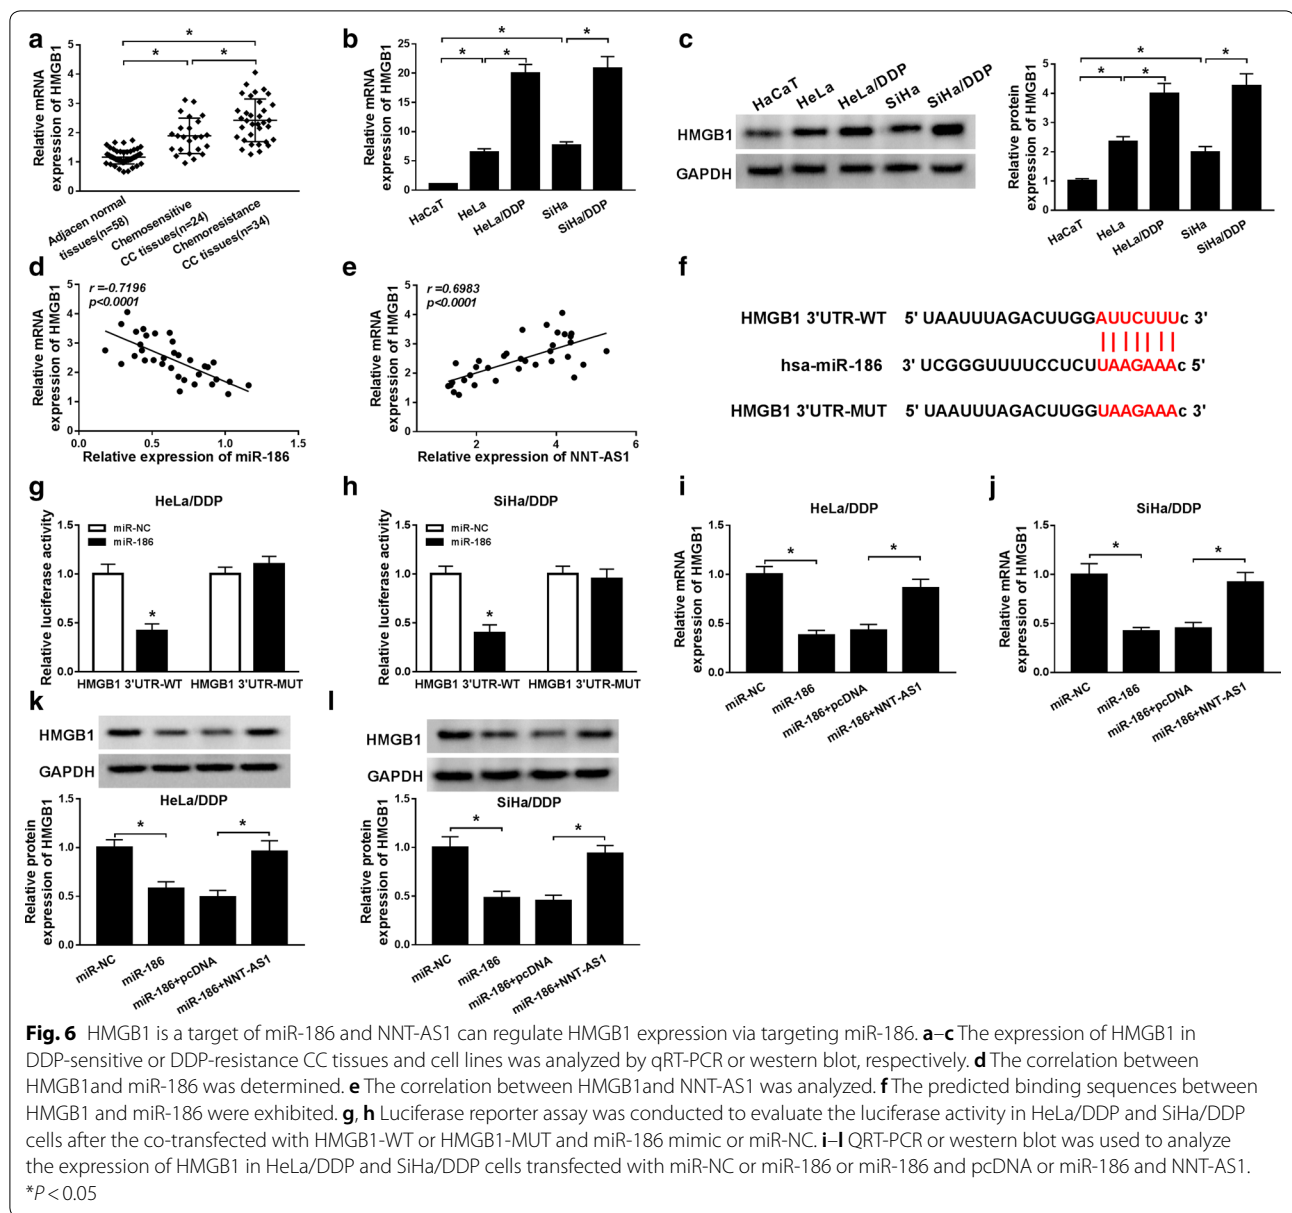 a
Relative mRNA
expression of HMGB1
5
4
3
2
1
0
*
*
*
Adjacen normal
tissues(n=58)
Chemosensitive
CC tissues(n=24)
Chemoresistance
CC tissues(n=34)
b
Relative mRNA
expression of HMGB1
25
20
15
10
5
0
*
*
*
*
HaCaT
HeLa
HeLa/DDP
SiHa
SiHa/DDP
c
HaCaT
HeLa
HeLa/DDP
SiHa
SiHa/DDP
HMGB1
GAPDH
Relative protein
expression of HMGB1
5
4
3
2
1
0
*
*
*
*
HaCaT
HeLa
HeLa/DDP
SiHa
SiHa/DDP
d
Relative mRNA
expression of HMGB1
r =-0.7196
p<0.0001
5
4
3
2
1
0
0.0 0.5 1.0 1.5
Relative expression of miR-186
e
Relative mRNA
expression of HMGB1
r =0.6983
p<0.0001
5
4
3
2
1
0
2 4 6
Relative expression of NNT-AS1
f
HMGB1 3'UTR-WT 5' UAAUUUAGACUUGGAUUCUUUc 3'
hsa-miR-186 3' UCGGGUUUUCCUCUUAAGAAAc 5'
HMGB1 3'UTR-MUT 5' UAAUUUAGACUUGGUAAGAAAc 3'
g
HeLa/DDP
Relative luciferase activity
1.5
1.0
0.5
0.0
miR-NC
miR-186
*
HMGB1 3'UTR-WT HMGB1 3'UTR-MUT
h
SiHa/DDP
Relative luciferase activity
1.5
1.0
0.5
0.0
miR-NC
miR-186
*
HMGB1 3'UTR-WT HMGB1 3'UTR-MUT
i
HeLa/DDP
Relative mRNA
expression of HMGB1
1.5
1.0
0.5
0.0
*
*
miR-NC
miR-186
miR-186+pcDNA
miR-186+NNT-AS1
j
SiHa/DDP
Relative mRNA
expression of HMGB1
1.5
1.0
0.5
0.0
*
*
miR-NC
miR-186
miR-186+pcDNA
miR-186+NNT-AS1
k
HMGB1
GAPDH
HeLa/DDP
Relative protein
expression of HMGB1
1.5
1.0
0.5
0.0
*
*
miR-NC
miR-186
miR-186+pcDNA
miR-186+NNT-AS1
l
HMGB1
GAPDH
SiHa/DDP
Relative protein
expression of HMGB1
1.5
1.0
0.5
0.0
*
*
miR-NC
miR-186
miR-186+pcDNA
miR-186+NNT-AS1
Fig. 6 HMGB1 is a target of miR-186 and NNT-AS1 can regulate HMGB1 expression via targeting miR-186. a–c The expression of HMGB1 in
DDP-sensitive or DDP-resistance CC tissues and cell lines was analyzed by qRT-PCR or western blot, respectively. d The correlation between
HMGB1and miR-186 was determined. e The correlation between HMGB1and NNT-AS1 was analyzed. f The predicted binding sequences between
HMGB1 and miR-186 were exhibited. g, h Luciferase reporter assay was conducted to evaluate the luciferase activity in HeLa/DDP and SiHa/DDP
cells after the co-transfected with HMGB1-WT or HMGB1-MUT and miR-186 mimic or miR-NC. i–l QRT-PCR or western blot was used to analyze
the expression of HMGB1 in HeLa/DDP and SiHa/DDP cells transfected with miR-NC or miR-186 or miR-186 and pcDNA or miR-186 and NNT-AS1.
*P < 0.05